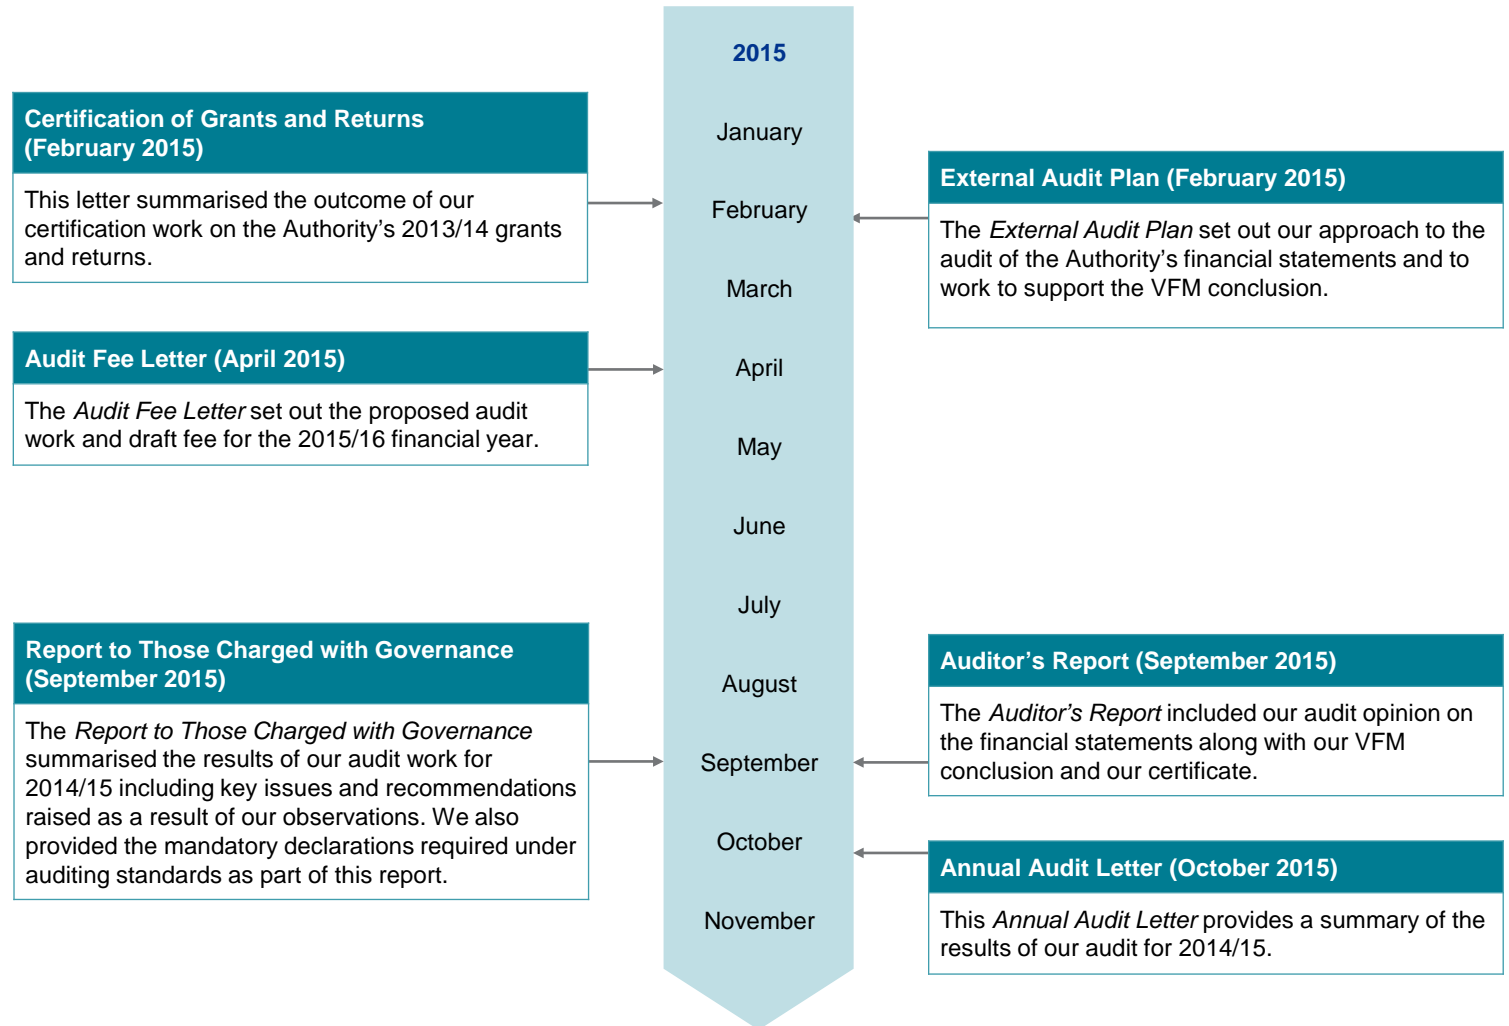 2015
January
February
March
April
May
June
July
August
September
October
November
Certification of Grants and Returns
(February 2015)
This letter summarised the outcome of our
certification work on the Authority’s 2013/14 grants
and returns.
Audit Fee Letter (April 2015)
The Audit Fee Letter set out the proposed audit
work and draft fee for the 2015/16 financial year.
Report to Those Charged with Governance
(September 2015)
The Report to Those Charged with Governance
summarised the results of our audit work for
2014/15 including key issues and recommendations
raised as a result of our observations. We also
provided the mandatory declarations required under
auditing standards as part of this report.
External Audit Plan (February 2015)
The External Audit Plan set out our approach to the
audit of the Authority’s financial statements and to
work to support the VFM conclusion.
Auditor’s Report (September 2015)
The Auditor’s Report included our audit opinion on
the financial statements along with our VFM
conclusion and our certificate.
Annual Audit Letter (October 2015)
This Annual Audit Letter provides a summary of the
results of our audit for 2014/15.